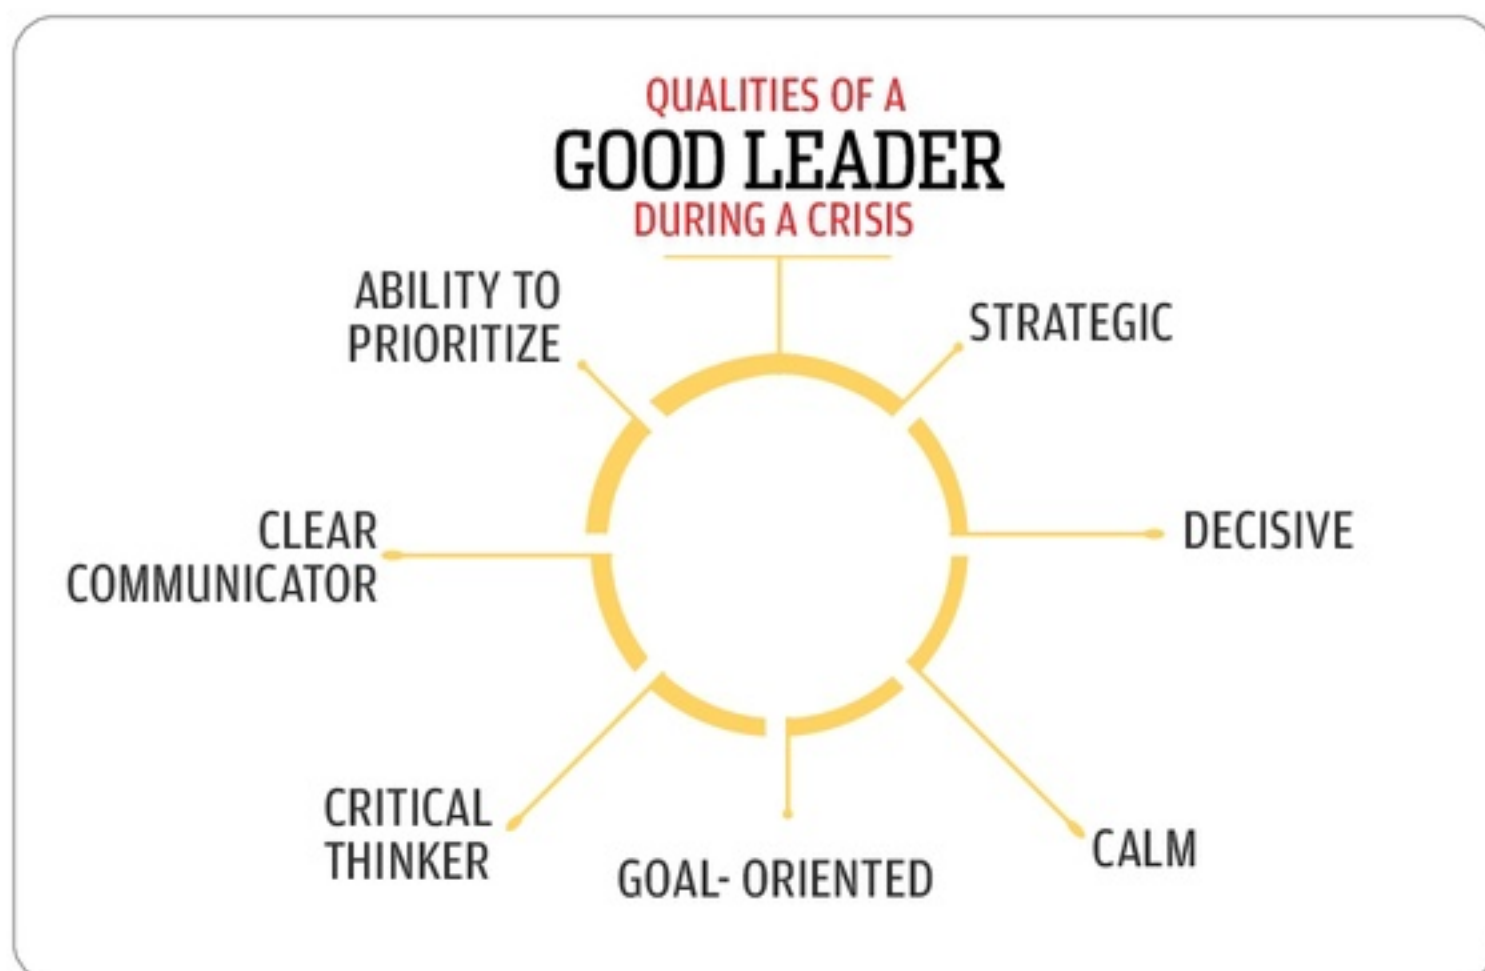 QUALITIES OF A
GOOD LEADER
DURING A CRISIS
ABILITY TO
PRIORITIZE
STRATEGIC
CLEAR
COMMUNICATOR
DECISIVE
CRITICAL
THINKER
GOAL- ORIENTED
CALM